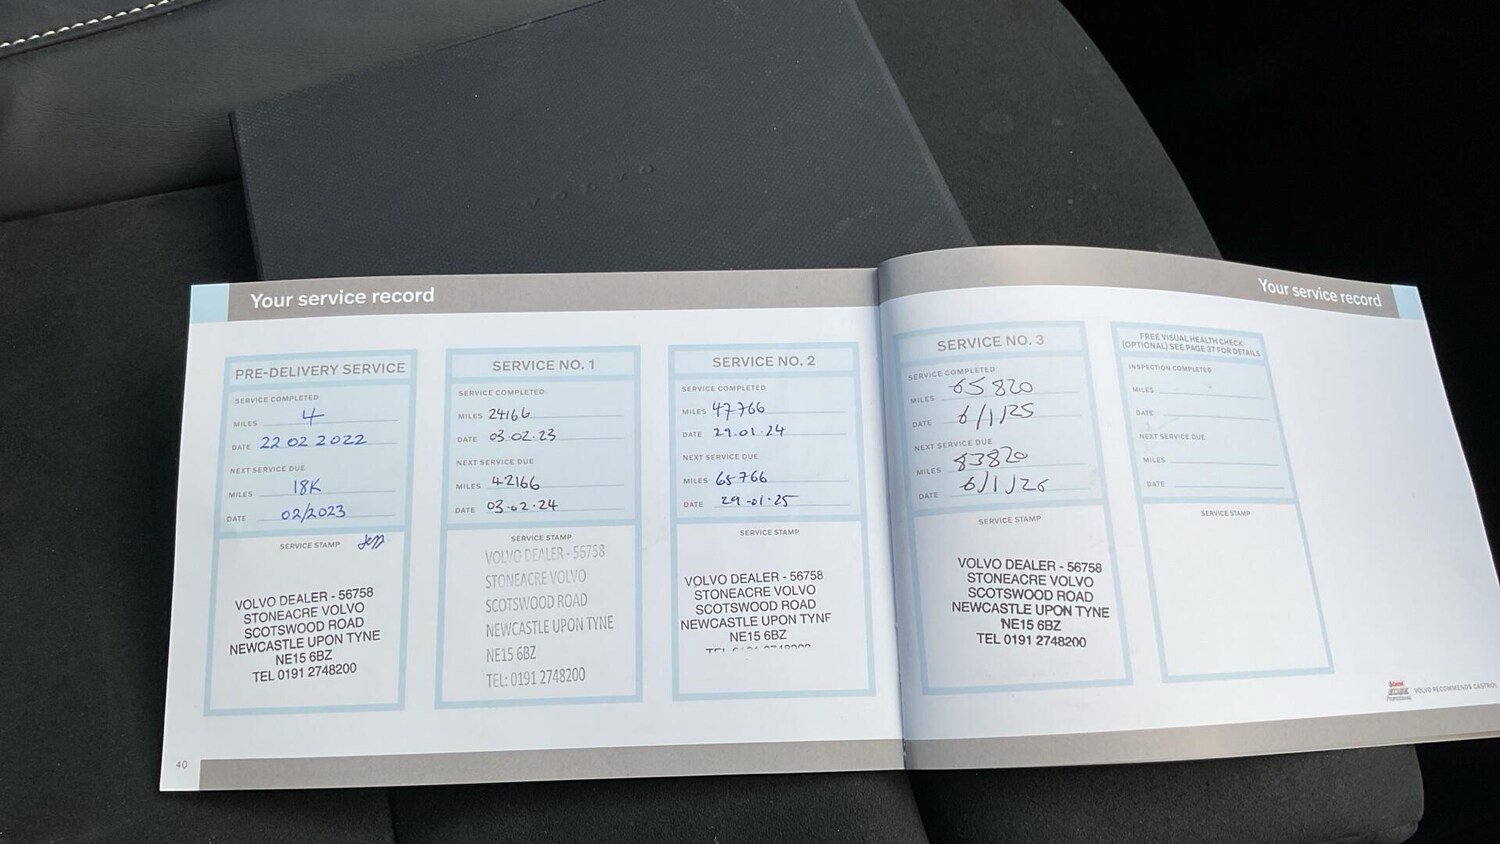 VOLVO
Your service record
PRE-DELIVERY SERVICE
SERVICE COMPLETED
MILES 4
DATE 22 02 2022
NEXT SERVICE DUE
MILES 18K
DATE 02/2023
SERVICE STAMP
VOLVO DEALER - 56758
STONEACRE VOLVO
SCOTSWOOD ROAD
NEWCASTLE UPON TYNE
NE15 6BZ
TEL 0191 2748200
SERVICE NO. 1
SERVICE COMPLETED
MILES 24166
DATE 03.02.23
NEXT SERVICE DUE
MILES 42166
DATE 03.02.24
SERVICE STAMP
VOLVO DEALER - 56758
STONEACRE VOLVO
SCOTSWOOD ROAD
NEWCASTLE UPON TYNE
NE15 6BZ
TEL: 0191 2748200
SERVICE NO. 2
SERVICE COMPLETED
MILES 47766
DATE 29.01.24
NEXT SERVICE DUE
MILES 65766
DATE 29-01-25
SERVICE STAMP
VOLVO DEALER - 56758
STONEACRE VOLVO
SCOTSWOOD ROAD
NEWCASTLE UPON TYNE
NE15 6BZ
TEL 0191 2748200
40
Your service record
SERVICE NO. 3
SERVICE COMPLETED
MILES 65820
DATE 6/1/25
NEXT SERVICE DUE
MILES 83820
DATE 6/1/26
SERVICE STAMP
VOLVO DEALER - 56758
STONEACRE VOLVO
SCOTSWOOD ROAD
NEWCASTLE UPON TYNE
NE15 6BZ
TEL 0191 2748200
FREE VISUAL HEALTH CHECK
(OPTIONAL) SEE PAGE 37 FOR DETAILS
INSPECTION COMPLETED
MILES
DATE
NEXT SERVICE DUE
MILES
DATE
SERVICE STAMP
Castrol
EDGE
Professional
VOLVO RECOMMENDS CASTROL